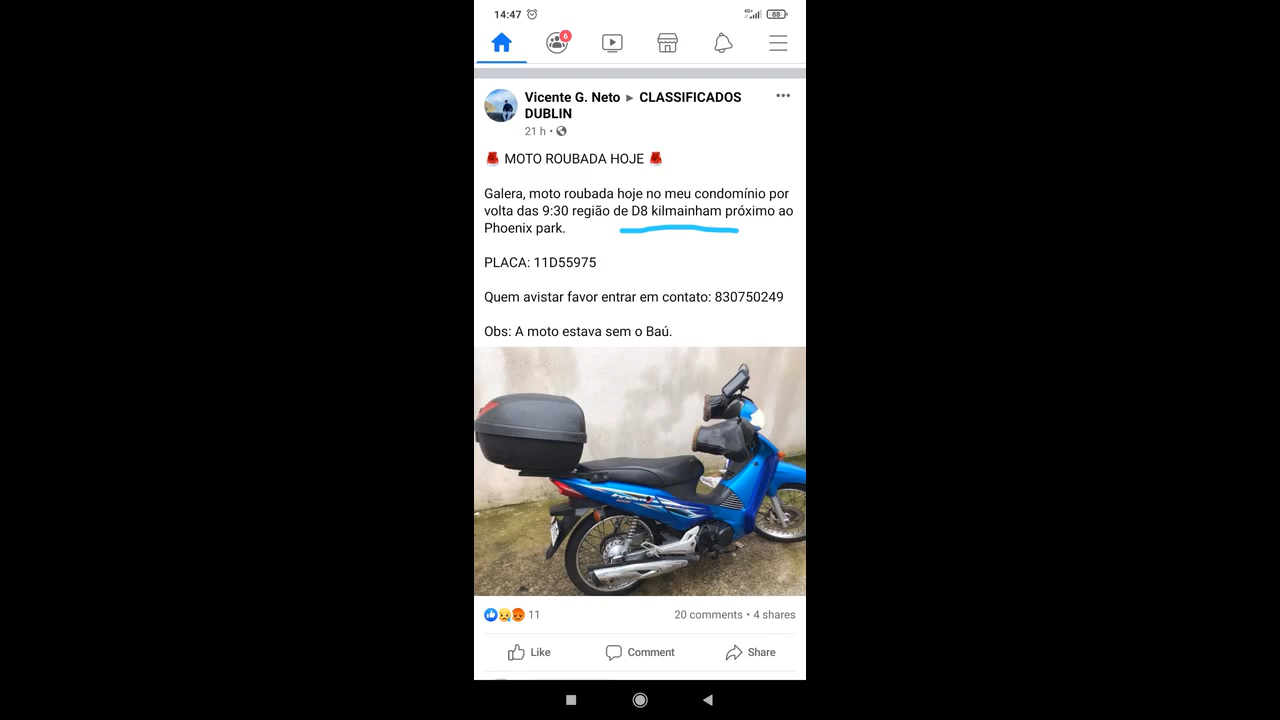 14:47
4G+
88
6
Vicente G. Neto ▸ CLASSIFICADOS
DUBLIN
21 h •
🚨 MOTO ROUBADA HOJE 🚨
Galera, moto roubada hoje no meu condomínio por
volta das 9:30 região de D8 kilmainham próximo ao
Phoenix park.
PLACA: 11D55975
Quem avistar favor entrar em contato: 830750249
Obs: A moto estava sem o Baú.
11
20 comments • 4 shares
Like
Comment
Share